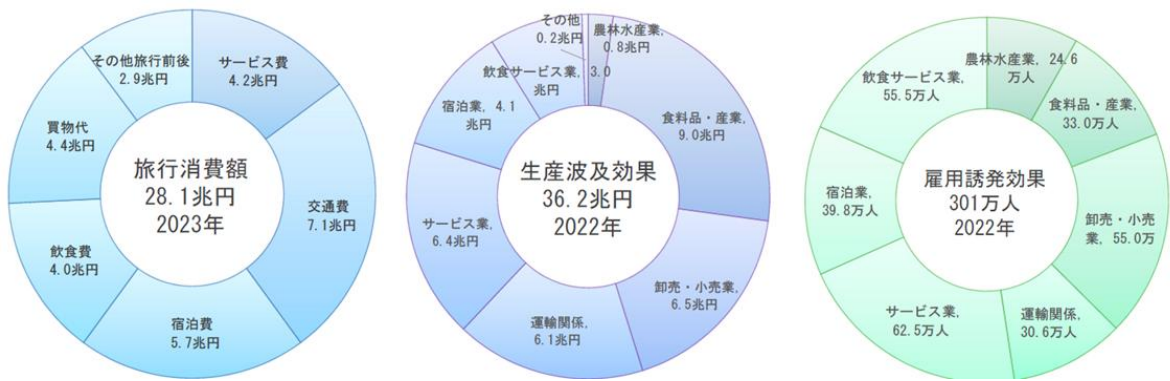 サービス費
4.2兆円
交通費
7.1兆円
宿泊費
5.7兆円
飲食費
4.0兆円
買物代
4.4兆円
その他旅行前後
2.9兆円
旅行消費額
28.1兆円
2023年
農林水産業,
0.8兆円
食料品・産業,
9.0兆円
卸売・小売業,
6.5兆円
運輸関係,
6.1兆円
サービス業,
6.4兆円
宿泊業, 4.1
兆円
飲食サービス業, 3.0
兆円
その他
0.2兆円
生産波及効果
36.2兆円
2022年
農林水産業, 24.6
万人
食料品・産業,
33.0万人
卸売・小売
業, 55.0万
運輸関係,
30.6万人
サービス業,
62.5万人
宿泊業,
39.8万人
飲食サービス業,
55.5万人
雇用誘発効果
301万人
2022年